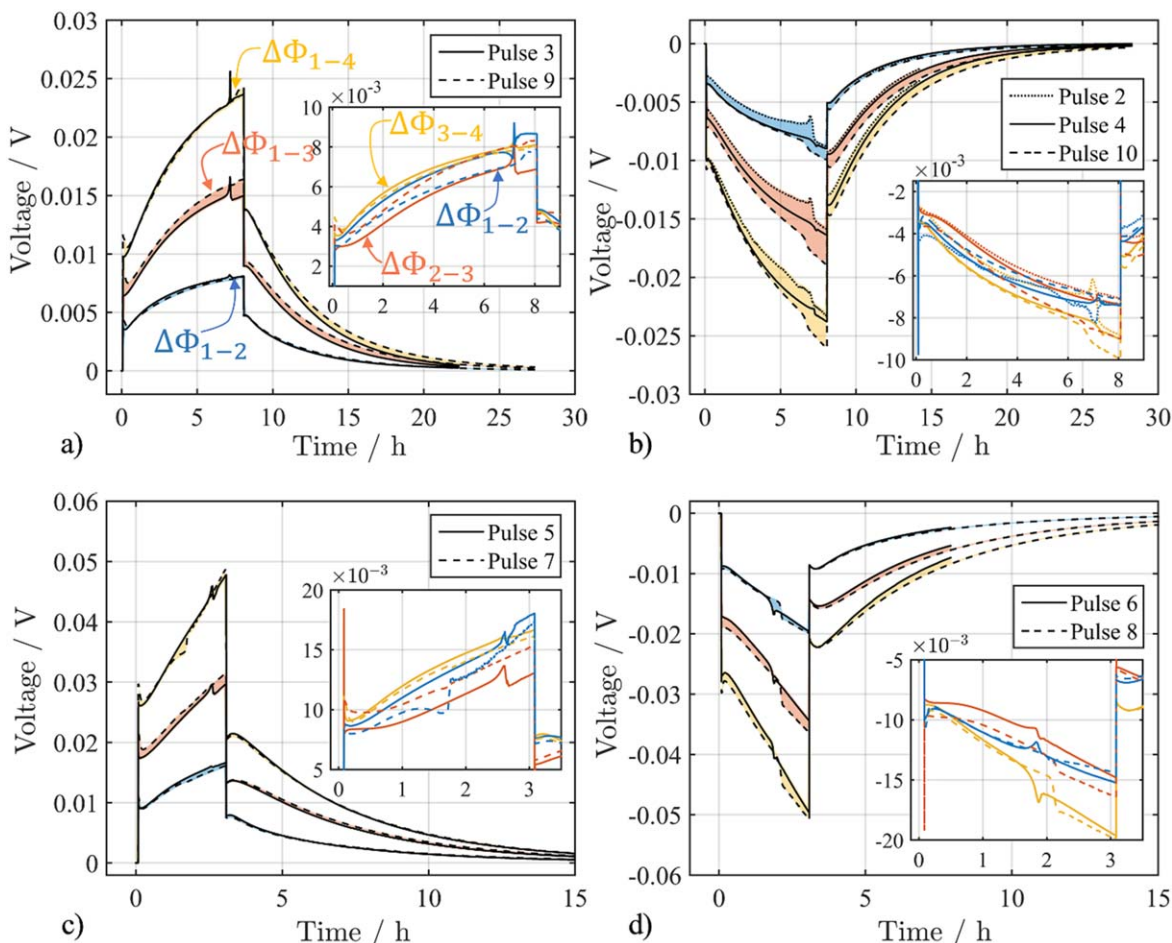 0.03
0.025
0.02
0.015
0.01
0.005
0
Voltage / V
0 5 10 15 20 25 30
Time / h
a)
ΔΦ1−4
ΔΦ1−3
ΔΦ1−2
Pulse 3
Pulse 9
×10−3
10
8
6
4
2
0 2 4 6 8
ΔΦ3−4
ΔΦ1−2
ΔΦ2−3
0
-0.005
-0.01
-0.015
-0.02
-0.025
-0.03
Voltage / V
0 5 10 15 20 25 30
Time / h
b)
Pulse 2
Pulse 4
Pulse 10
×10−3
-2
-4
-6
-8
-10
0 2 4 6 8
0.06
0.05
0.04
0.03
0.02
0.01
0
Voltage / V
0 5 10 15
Time / h
c)
Pulse 5
Pulse 7
×10−3
20
15
10
5
0 1 2 3
0
-0.01
-0.02
-0.03
-0.04
-0.05
-0.06
Voltage / V
0 5 10 15
Time / h
d)
Pulse 6
Pulse 8
×10−3
-5
-10
-15
-20
0 1 2 3